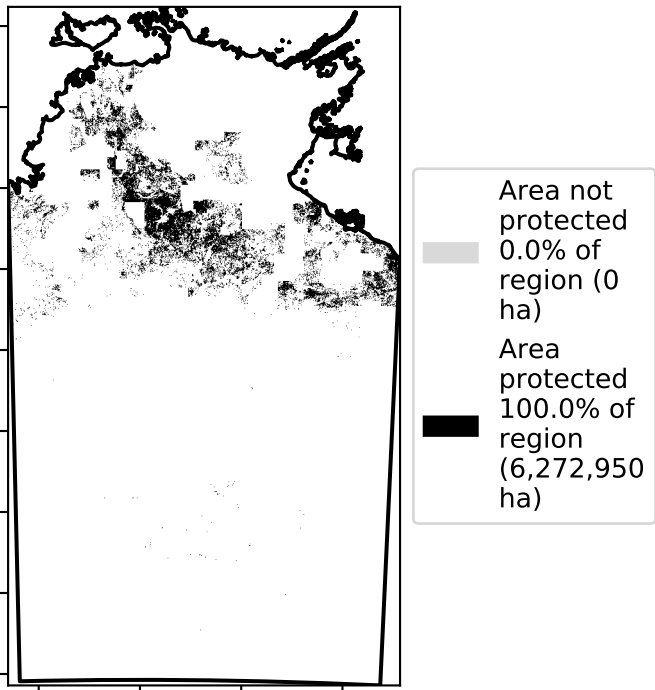 Area not
protected
0.0% of
region (0
ha)
Area
protected
100.0% of
region
(6,272,950
ha)